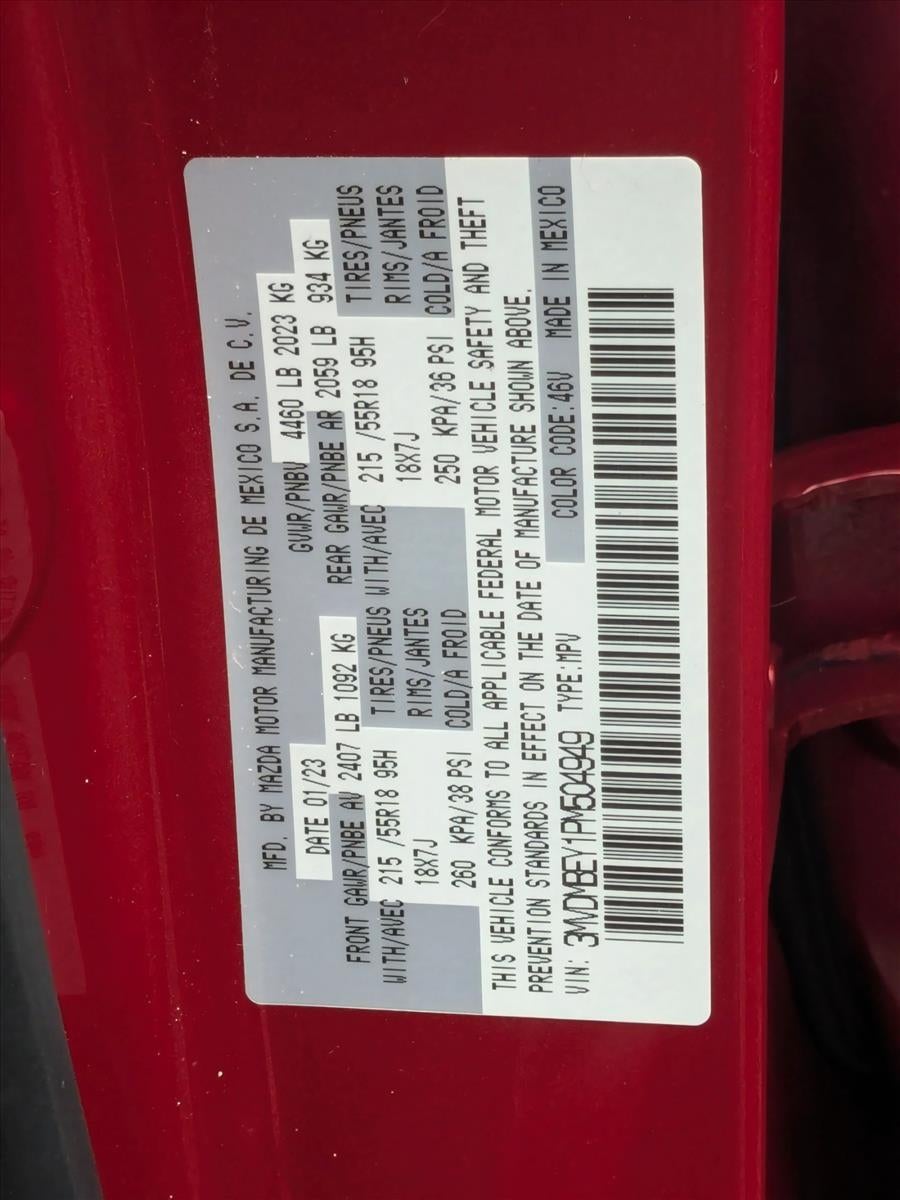 MFD. BY MAZDA MOTOR MANUFACTURING DE MEXICO S.A. DE C.V.
DATE 01/23 GVWR/PNBV 4460 LB 2023 KG
FRONT GAWR/PNBE AV 2407 LB 1092 KG REAR GAWR/PNBE AR 2059 LB 934 KG
WITH/AVEC 215 /55R18 95H TIRES/PNEUS WITH/AVEC 215 /55R18 95H TIRES/PNEUS
18X7J RIMS/JANTES 18X7J RIMS/JANTES
260 KPA/38 PSI COLD/A FROID 250 KPA/36 PSI COLD/A FROID
THIS VEHICLE CONFORMS TO ALL APPLICABLE FEDERAL MOTOR VEHICLE SAFETY AND THEFT
PREVENTION STANDARDS IN EFFECT ON THE DATE OF MANUFACTURE SHOWN ABOVE.
VIN: 3MVDMBEY1PM504949 TYPE:MPV COLOR CODE:46V MADE IN MEXICO